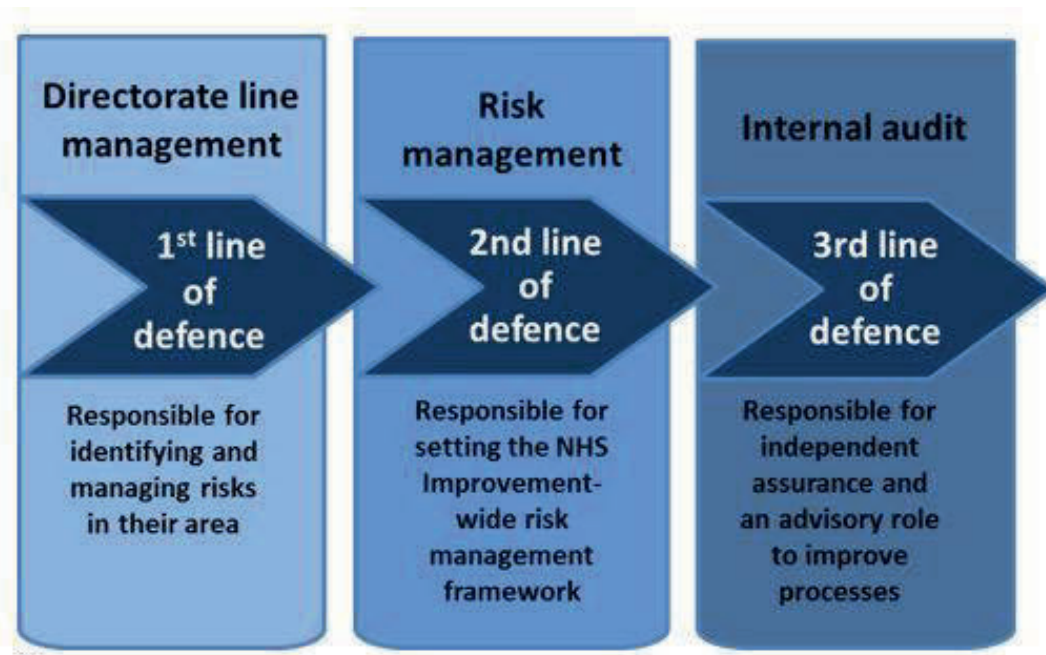 Directorate line
management
1st line
of
defence
Responsible for
identifying and
managing risks
in their area
Risk
management
2nd line
of
defence
Responsible for
setting the NHS
Improvement-
wide risk
management
framework
Internal audit
3rd line
of
defence
Responsible for
independent
assurance and
an advisory role
to improve
processes